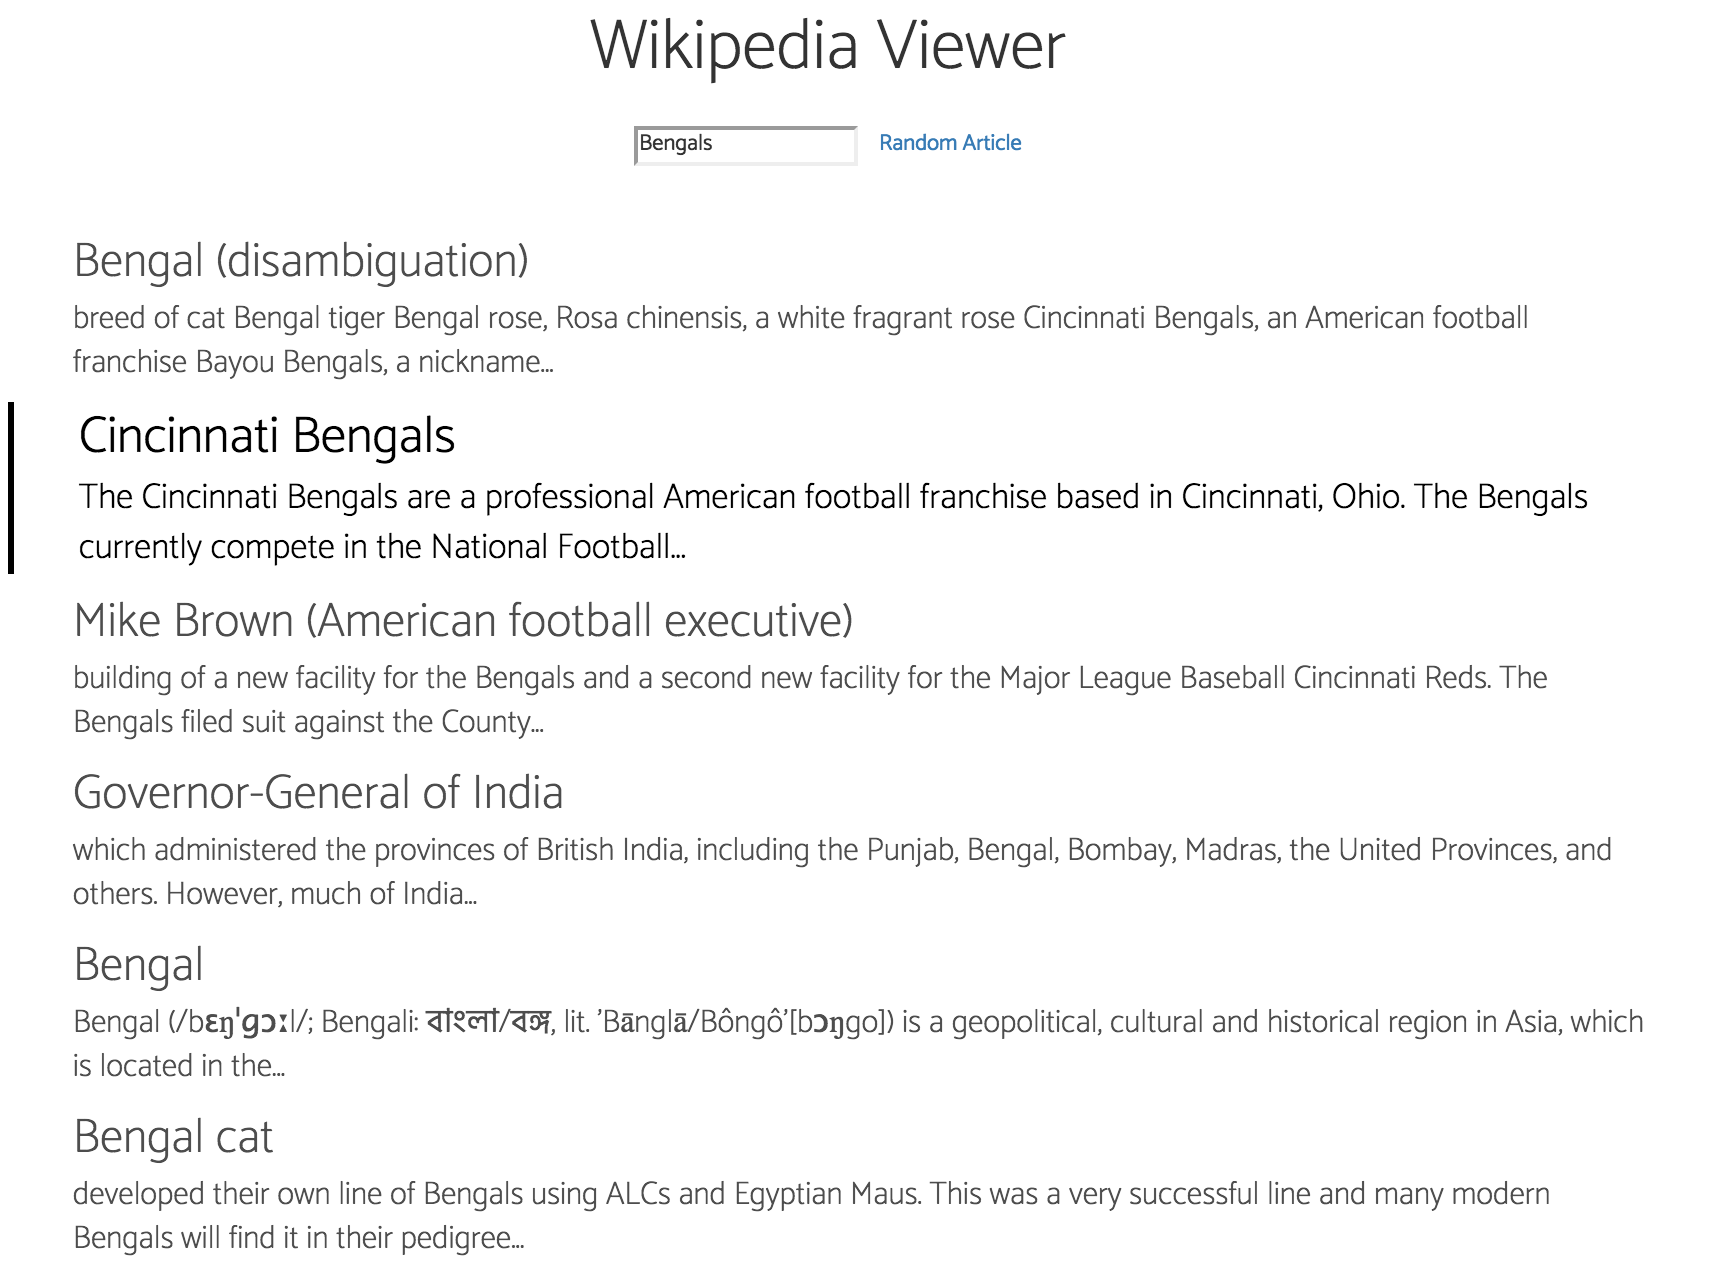 Wikipedia Viewer
Bengals Random Article
Bengal (disambiguation)
breed of cat Bengal tiger Bengal rose, Rosa chinensis, a white fragrant rose Cincinnati Bengals, an American football
franchise Bayou Bengals, a nickname...
Cincinnati Bengals
The Cincinnati Bengals are a professional American football franchise based in Cincinnati, Ohio. The Bengals
currently compete in the National Football...
Mike Brown (American football executive)
building of a new facility for the Bengals and a second new facility for the Major League Baseball Cincinnati Reds. The
Bengals filed suit against the County...
Governor-General of India
which administered the provinces of British India, including the Punjab, Bengal, Bombay, Madras, the United Provinces, and
others. However, much of India...
Bengal
Bengal (/bɛŋˈɡɔːl/; Bengali: বাংলা/বঙ্গ, lit. 'Bānglā/Bôngô'[bɔŋgo]) is a geopolitical, cultural and historical region in Asia, which
is located in the...
Bengal cat
developed their own line of Bengals using ALCs and Egyptian Maus. This was a very successful line and many modern
Bengals will find it in their pedigree...